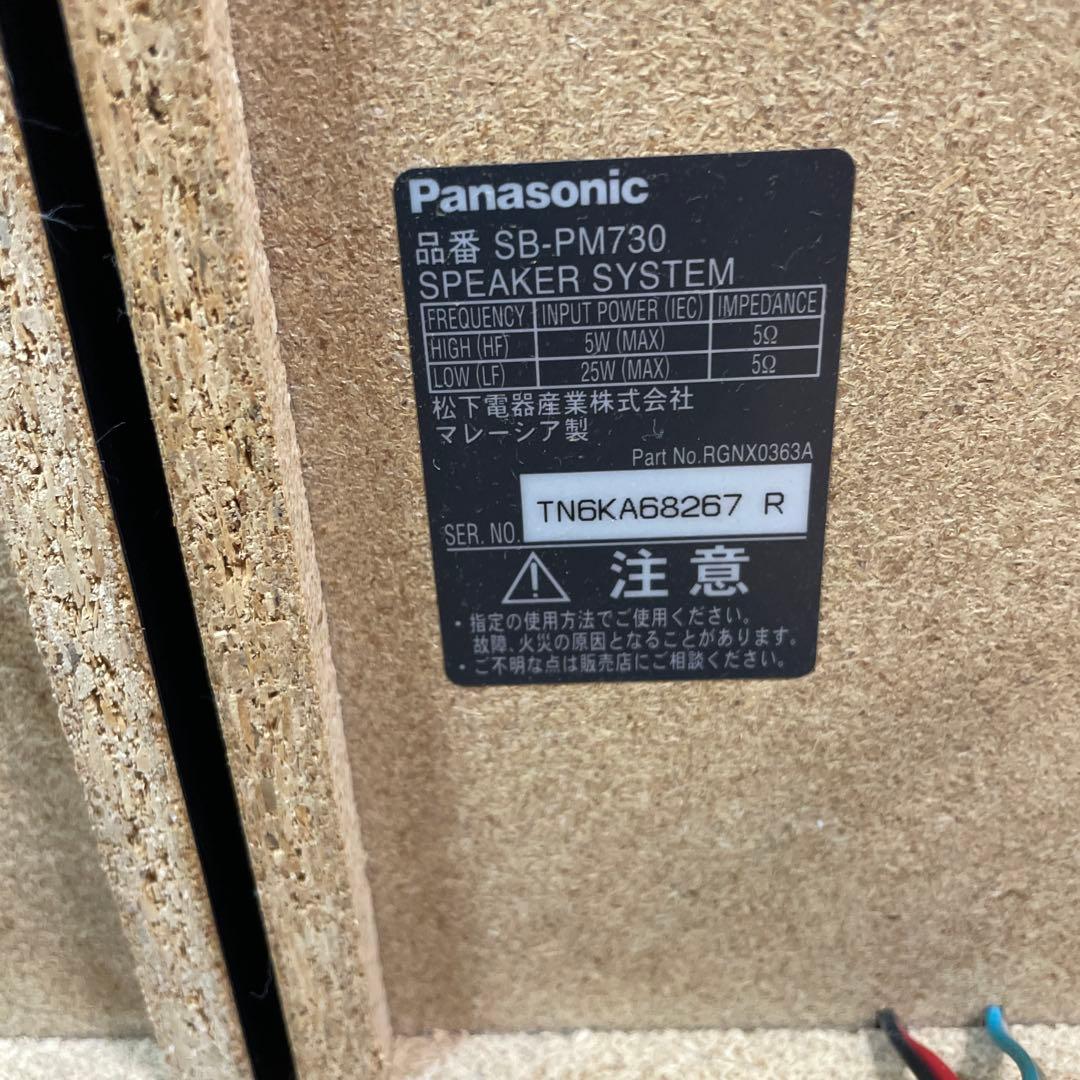 Panasonic
品番 SB-PM730
SPEAKER SYSTEM
FREQUENCY INPUT POWER (IEC) IMPEDANCE
HIGH (HF) 5W (MAX) 5Ω
LOW (LF) 25W (MAX) 5Ω
松下電器産業株式会社
マレーシア製
Part No.RGNX0363A
SER. NO. TN6KA68267 R
注意
・指定の使用方法でご使用ください。
故障、火災の原因となることがあります。
・ご不明な点は販売店にご相談ください。